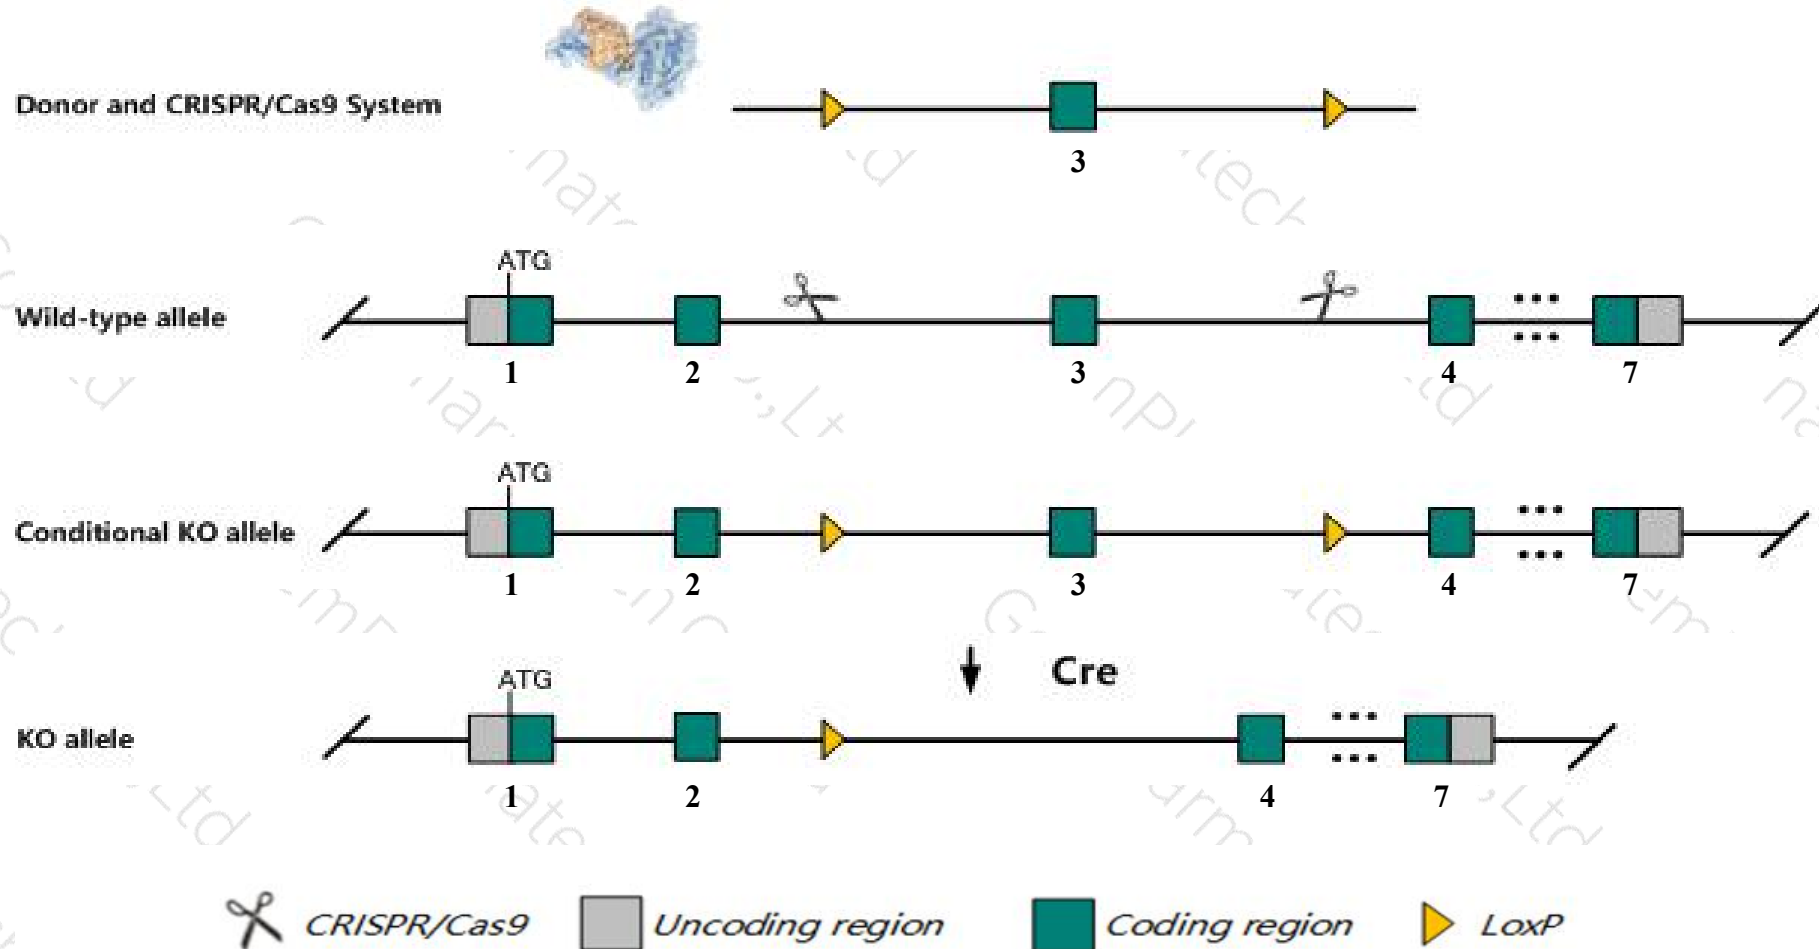 Donor and CRISPR/Cas9 System
3
ATG
Wild-type allele
1 2 3 4 7
ATG
Conditional KO allele
1 2 3 4 7
Cre
ATG
KO allele
1 2 4 7
CRISPR/Cas9 Uncoding region Coding region LoxP